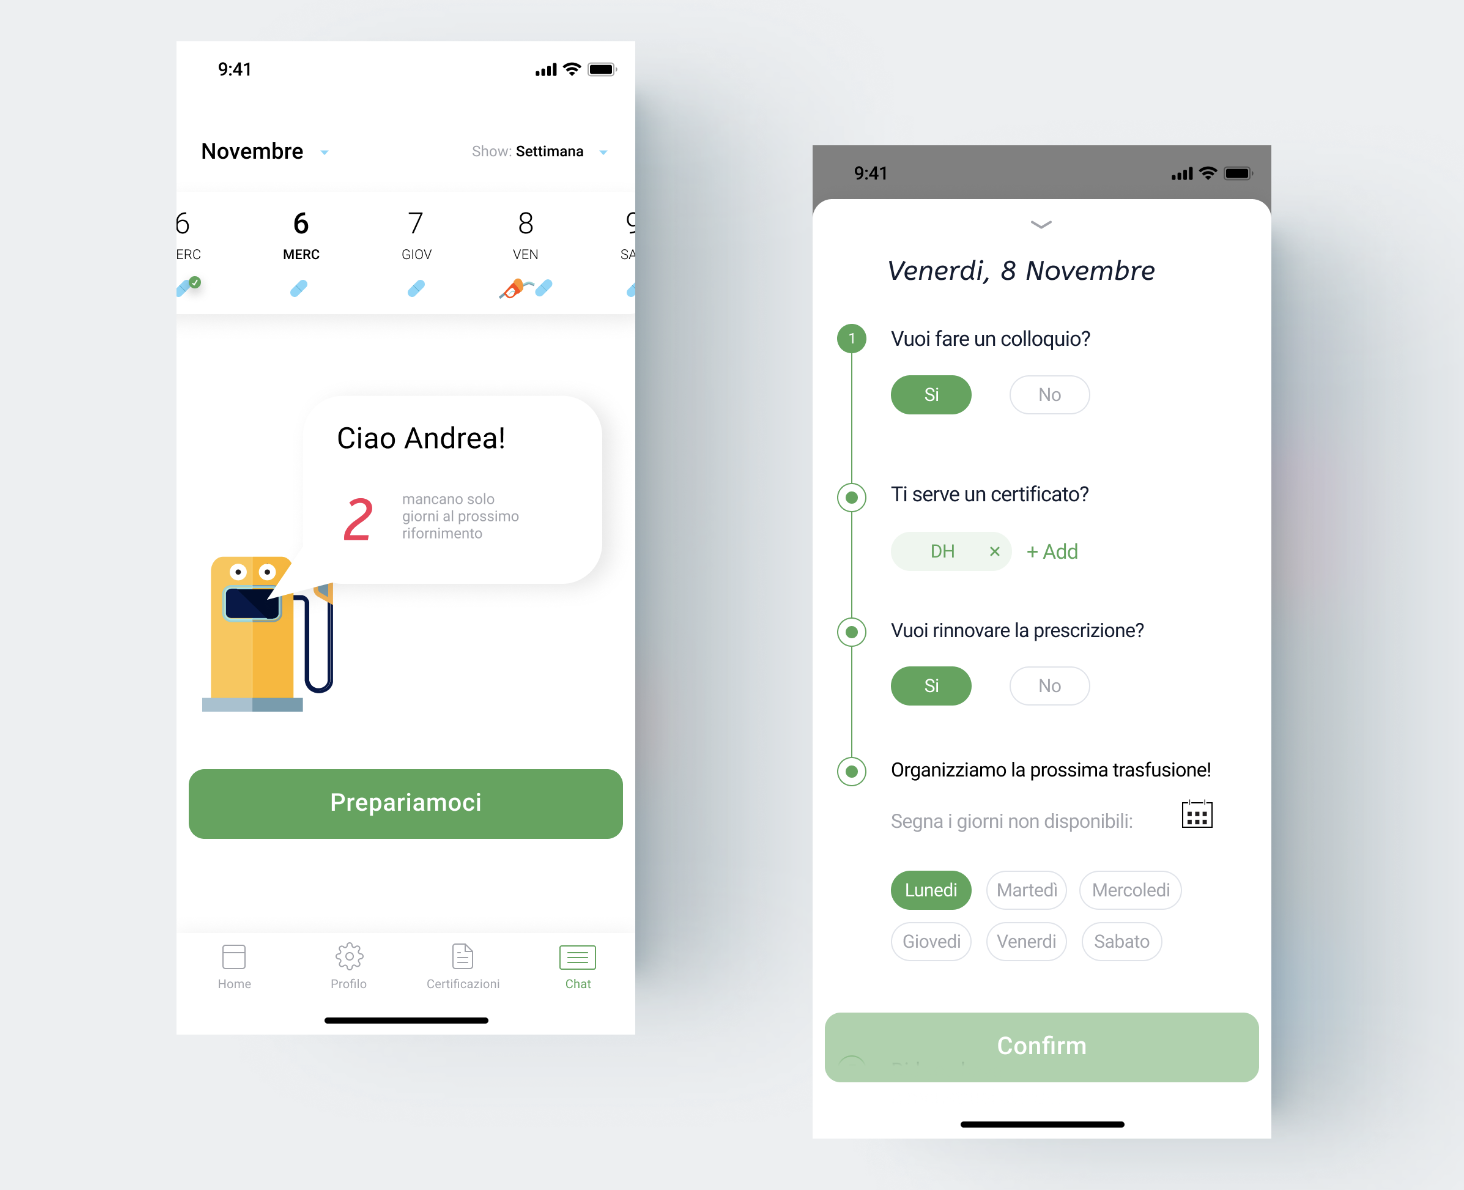 9:41
Novembre
Show: Settimana
6 6 7 8 9
ERC MERC GIOV VEN SA
Ciao Andrea!
2
mancano solo
giorni al prossimo
rifornimento
Prepariamoci
Home Profilo Certificazioni Chat
9:41
Venerdi, 8 Novembre
1 Vuoi fare un colloquio?
Si No
Ti serve un certificato?
DH × + Add
Vuoi rinnovare la prescrizione?
Si No
Organizziamo la prossima trasfusione!
Segna i giorni non disponibili:
Lunedi Martedì Mercoledi
Giovedi Venerdi Sabato
Confirm